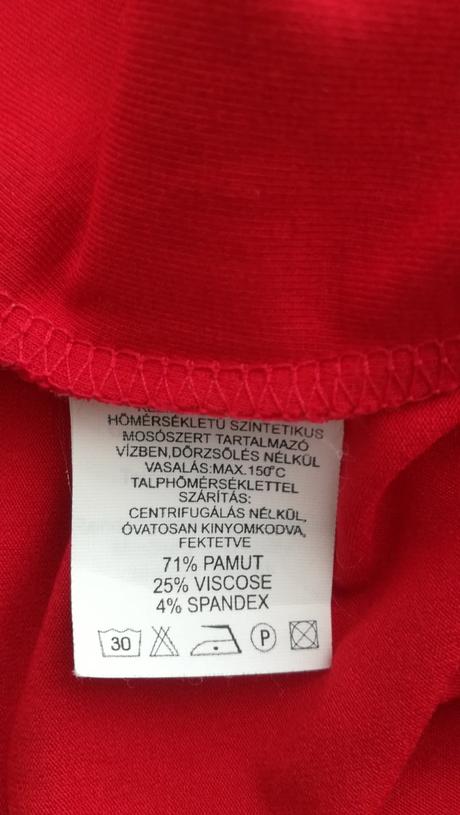 HŐMÉRSÉKLETŰ SZINTETIKUS
MOSÓSZERT TARTALMAZÓ
VÍZBEN,DÖRZSÖLÉS NÉLKÜL
VASALÁS:MAX.150°C
TALPHŐMÉRSÉKLETTEL
SZÁRÍTÁS:
CENTRIFUGÁLÁS NÉLKÜL,
ÓVATOSAN KINYOMKODVA,
FEKTETVE
71% PAMUT
25% VISCOSE
4% SPANDEX
30 P